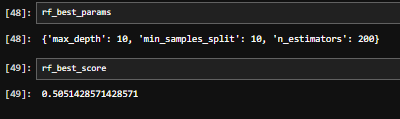 [48]: rf_best_params
[48]: {'max_depth': 10, 'min_samples_split': 10, 'n_estimators': 200}
[49]: rf_best_score
[49]: 0.5051428571428571